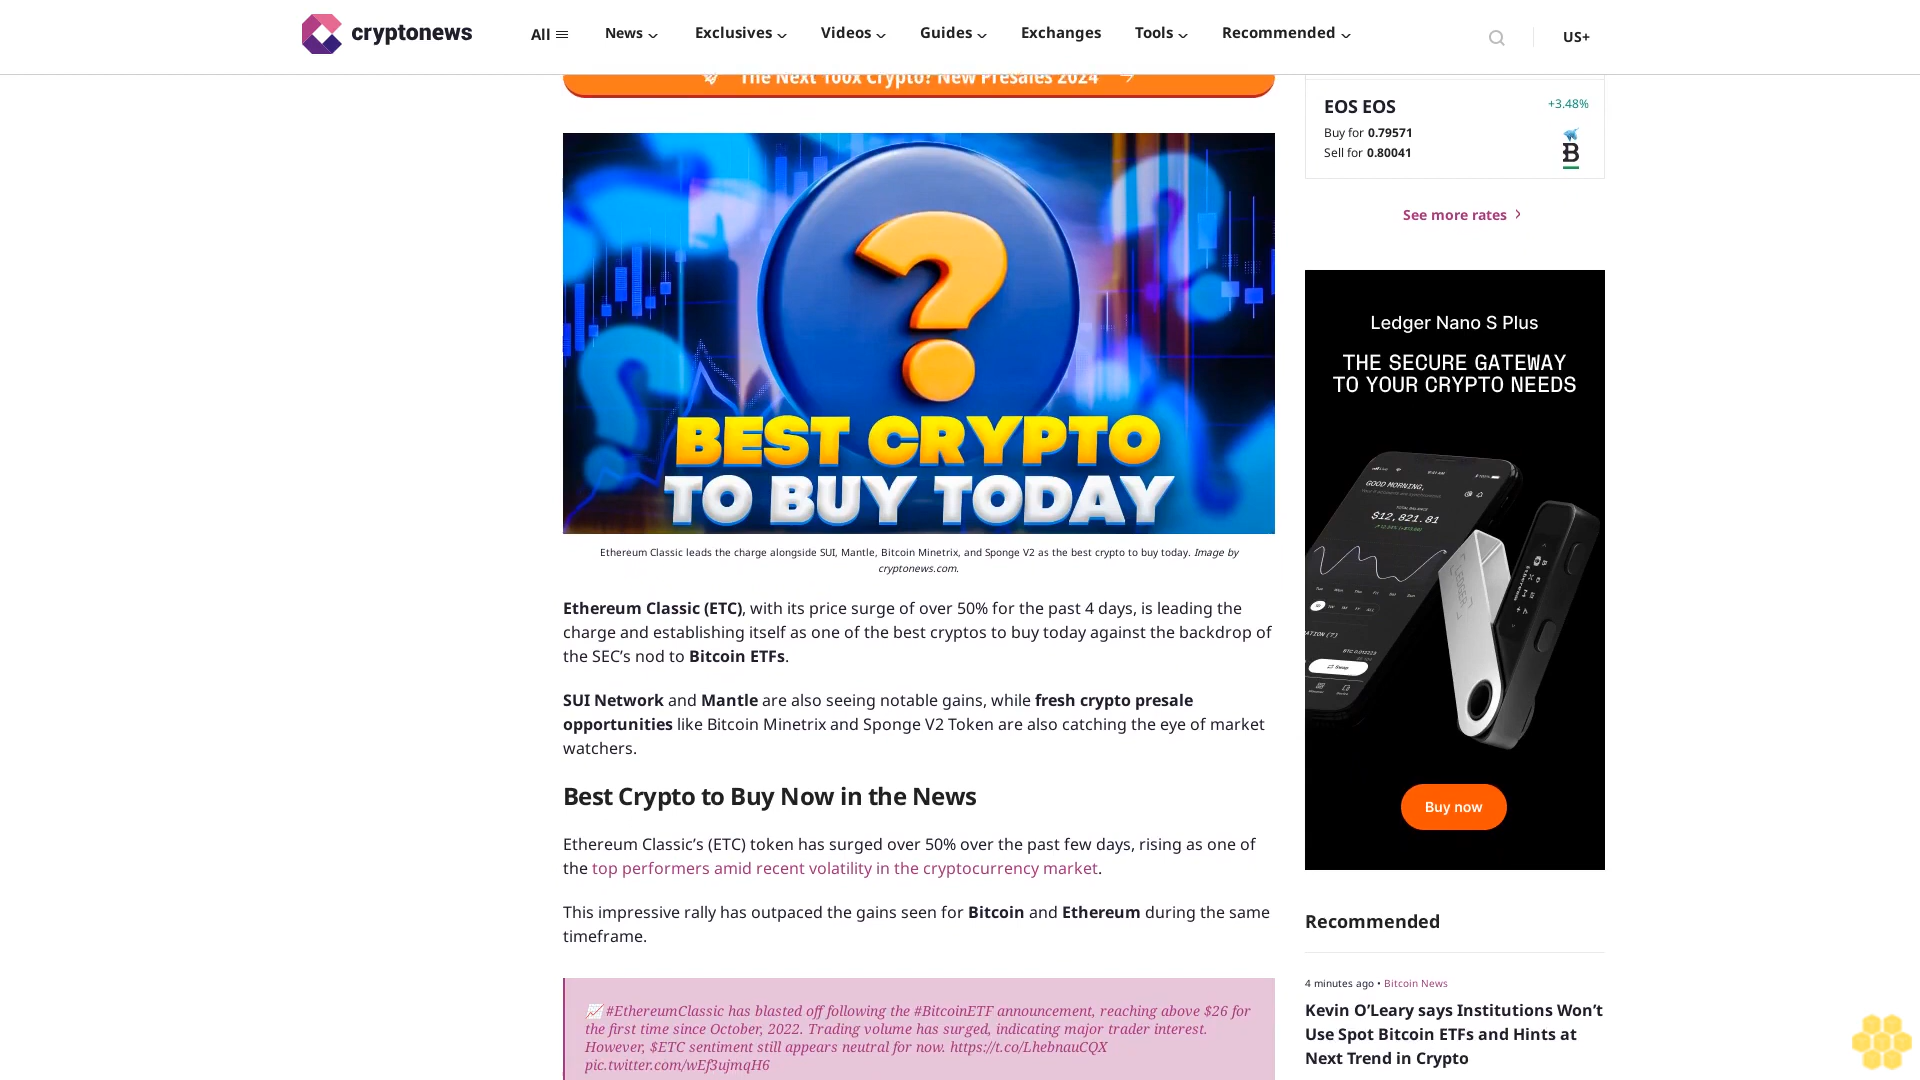 cryptonews
All
News
Exclusives
Videos
Guides
Exchanges
Tools
Recommended
US+
The Next 100x Crypto? New Presales 2024
BEST CRYPTO
TO BUY TODAY
Ethereum Classic leads the charge alongside SUI, Mantle, Bitcoin Minetrix, and Sponge V2 as the best crypto to buy today. Image by
cryptonews.com.
Ethereum Classic (ETC), with its price surge of over 50% for the past 4 days, is leading the
charge and establishing itself as one of the best cryptos to buy today against the backdrop of
the SEC’s nod to Bitcoin ETFs.
SUI Network and Mantle are also seeing notable gains, while fresh crypto presale
opportunities like Bitcoin Minetrix and Sponge V2 Token are also catching the eye of market
watchers.
Best Crypto to Buy Now in the News
Ethereum Classic’s (ETC) token has surged over 50% over the past few days, rising as one of
the top performers amid recent volatility in the cryptocurrency market.
This impressive rally has outpaced the gains seen for Bitcoin and Ethereum during the same
timeframe.
#EthereumClassic has blasted off following the #BitcoinETF announcement, reaching above $26 for
the first time since October, 2022. Trading volume has surged, indicating major trader interest.
However, $ETC sentiment still appears neutral for now. https://t.co/LhebnauCQX
pic.twitter.com/wEf3ujmqH6
EOS EOS
+3.48%
Buy for 0.79571
Sell for 0.80041
See more rates
Ledger Nano S Plus
THE SECURE GATEWAY
TO YOUR CRYPTO NEEDS
GOOD MORNING,
TOTAL BALANCE
$12,821.81
Swap
LEDGER
Buy now
Recommended
4 minutes ago • Bitcoin News
Kevin O’Leary says Institutions Won’t
Use Spot Bitcoin ETFs and Hints at
Next Trend in Crypto